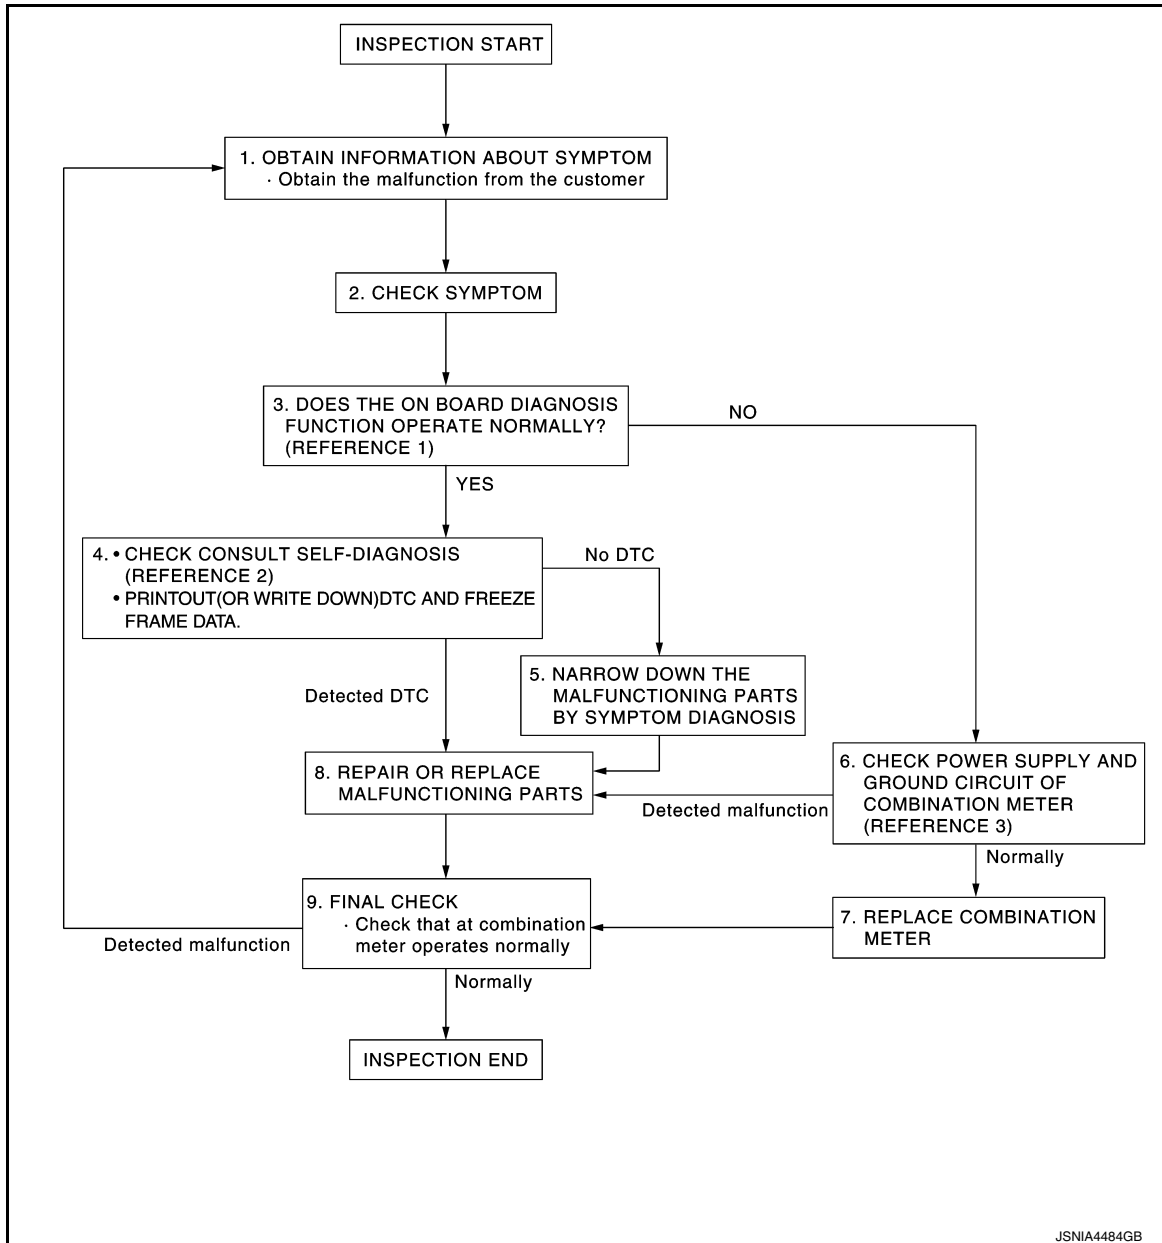 INSPECTION START
1. OBTAIN INFORMATION ABOUT SYMPTOM
· Obtain the malfunction from the customer
2. CHECK SYMPTOM
3. DOES THE ON BOARD DIAGNOSIS
FUNCTION OPERATE NORMALLY?
(REFERENCE 1)
NO
YES
4. • CHECK CONSULT SELF-DIAGNOSIS
(REFERENCE 2)
• PRINTOUT(OR WRITE DOWN)DTC AND FREEZE
FRAME DATA.
No DTC
Detected DTC
5. NARROW DOWN THE
MALFUNCTIONING PARTS
BY SYMPTOM DIAGNOSIS
6. CHECK POWER SUPPLY AND
GROUND CIRCUIT OF
COMBINATION METER
(REFERENCE 3)
8. REPAIR OR REPLACE
MALFUNCTIONING PARTS
Detected malfunction
Normally
7. REPLACE COMBINATION
METER
9. FINAL CHECK
· Check that at combination
meter operates normally
Detected malfunction
Normally
INSPECTION END
JSNIA4484GB